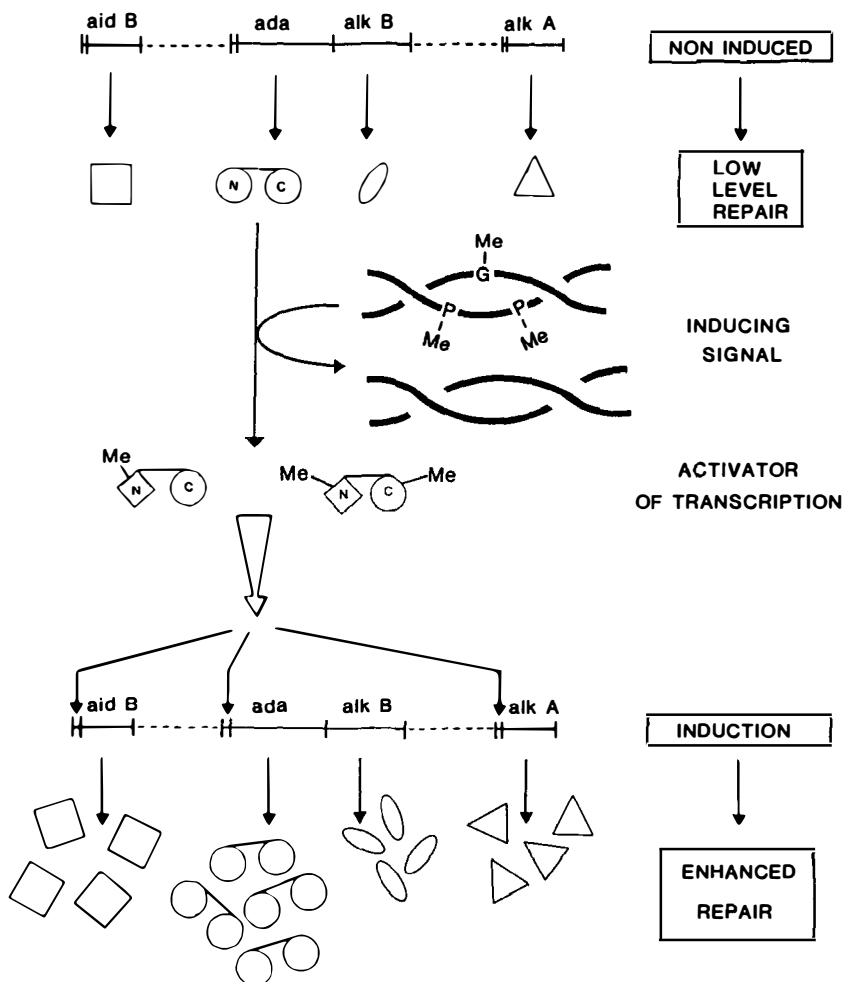 aid B ada alk B alk A
NON INDUCED
N C
LOW
LEVEL
REPAIR
Me
G
P P
Me Me
INDUCING
SIGNAL
Me
N C
Me Me
N C
ACTIVATOR
OF TRANSCRIPTION
aid B ada alk B alk A
INDUCTION
ENHANCED
REPAIR